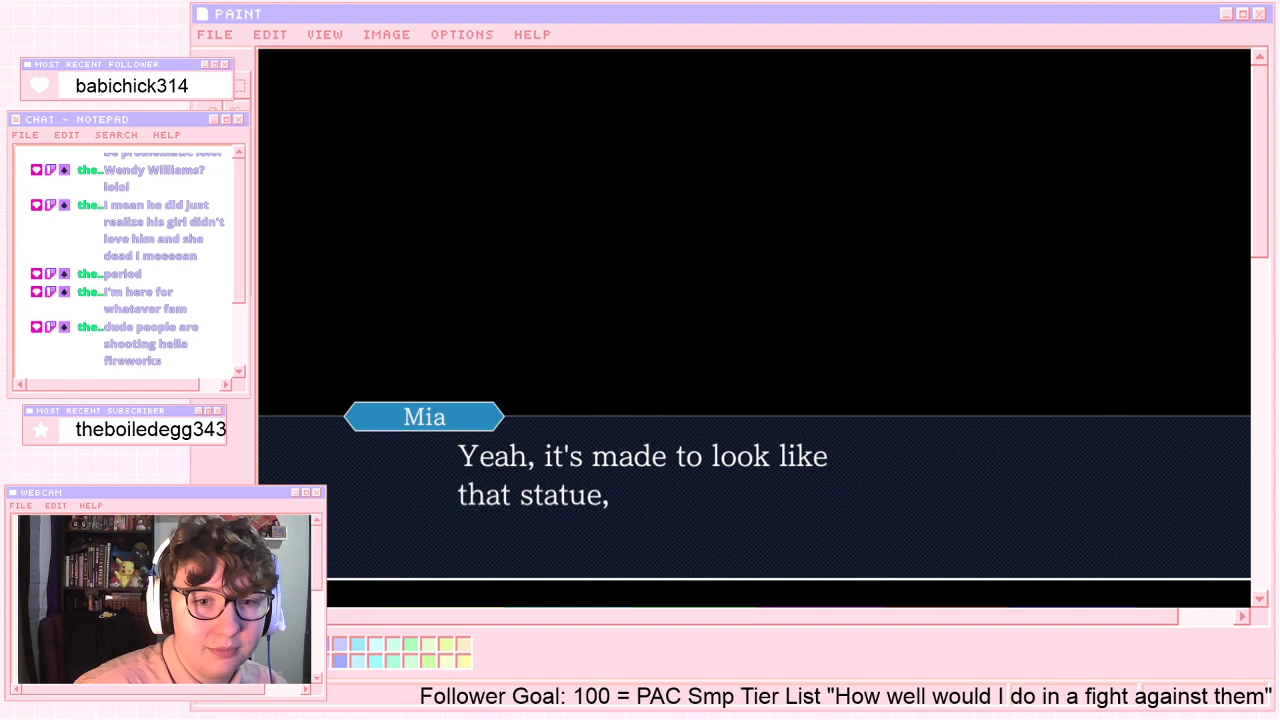 PAINT
FILE EDIT VIEW IMAGE OPTIONS HELP
MOST RECENT FOLLOWER
babichick314
CHAT - NOTEPAD
FILE EDIT SEARCH HELP
the..Wendy Williams?
lolol
the..I mean he did just
realize his girl didn't
love him and she
dead I meeeean
the..period
the..I'm here for
whatever fam
the..dude people are
shooting hella
fireworks
MOST RECENT SUBSCRIBER
theboiledegg343
Mia
Yeah, it's made to look like
that statue,
WEBCAM
FILE EDIT HELP
Follower Goal: 100 = PAC Smp Tier List "How well would I do in a fight against them"